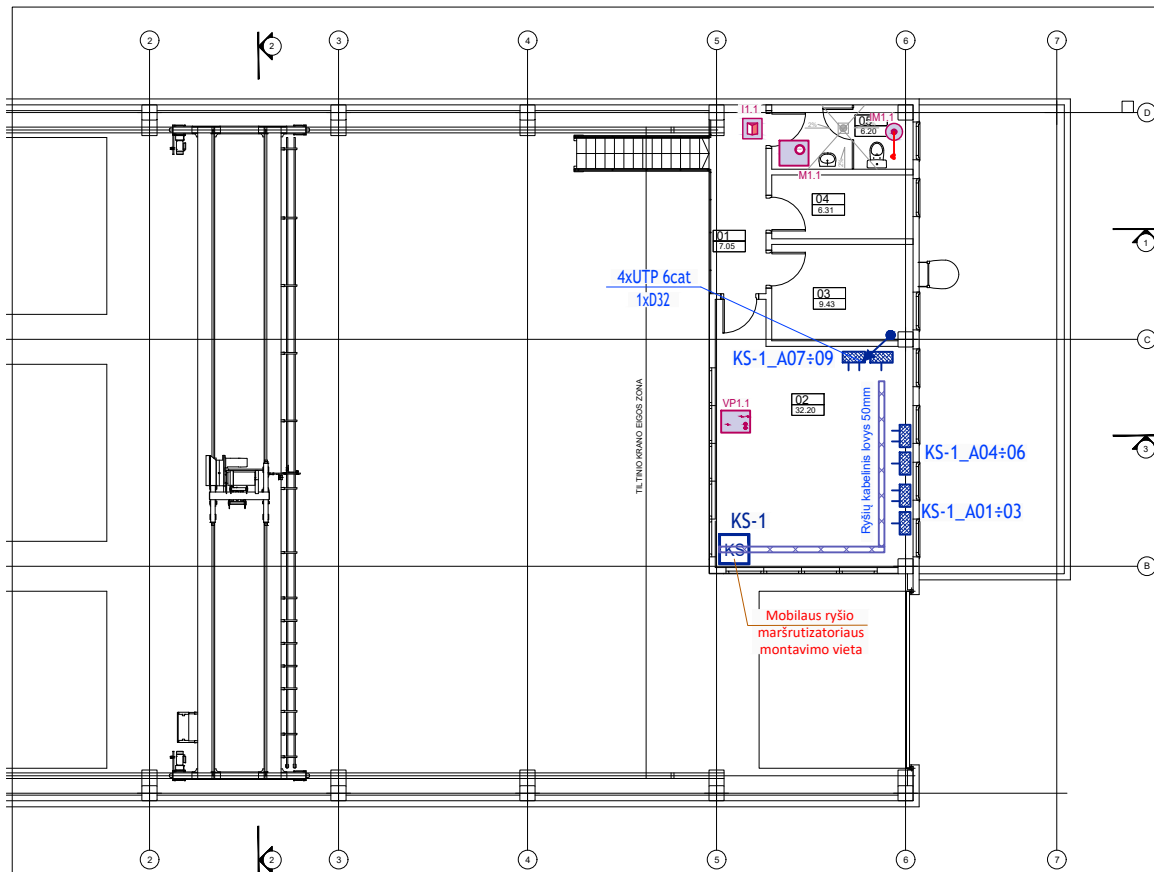 2
2
3
4
5
6
7
I1.1
IM1.1
D
6.20
M1.1
04
6.31
01
7.05
1
4xUTP 6cat
1xD32
03
9.43
C
KS-1_A07÷09
TILTINIO KRANO EIGOS ZONA
VP1.1
02
32.20
Ryšių kabelinis lovys 50mm
3
KS-1_A04÷06
KS-1_A01÷03
KS-1
KS
B
Mobilaus ryšio
maršrutizatoriaus
montavimo vieta
2
2
3
4
5
6
7